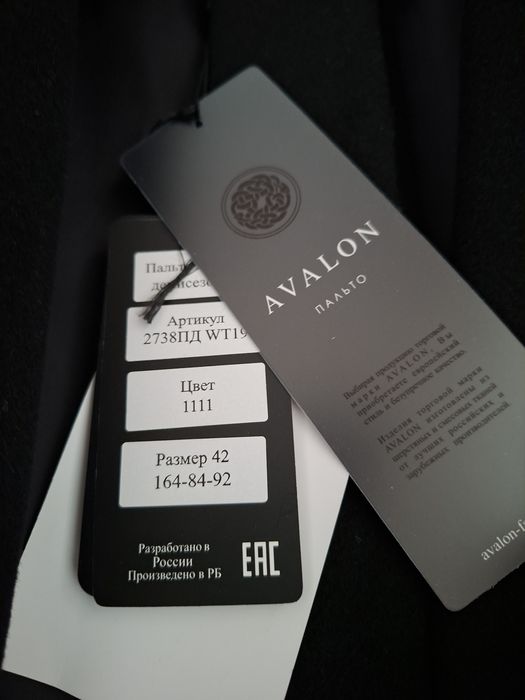 AVALON
ПАЛЬТО
Выбирая продукцию торговой
марки AVALON, Вы
приобретаете европейский
стиль и безупречное качество.
Изделия торговой марки
AVALON изготовлены из
шерстяных и смесовых тканей
от лучших российских и
зарубежных производителей
avalon-f
Артикул
2738ПД WT19
Цвет
1111
Размер 42
164-84-92
Разработано в
России
Произведено в РБ
EAC